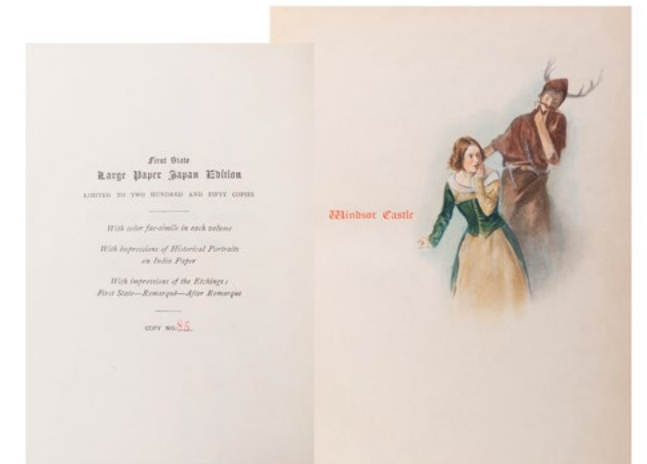 First State
Large Paper Japan Edition
LIMITED TO TWO HUNDRED AND FIFTY COPIES
With color fac-simile in each volume
With impressions of Historical Portraits
on India Paper
With impressions of the Etchings:
First State—Remarque—After Remarque
COPY NO. 85.
Windsor Castle